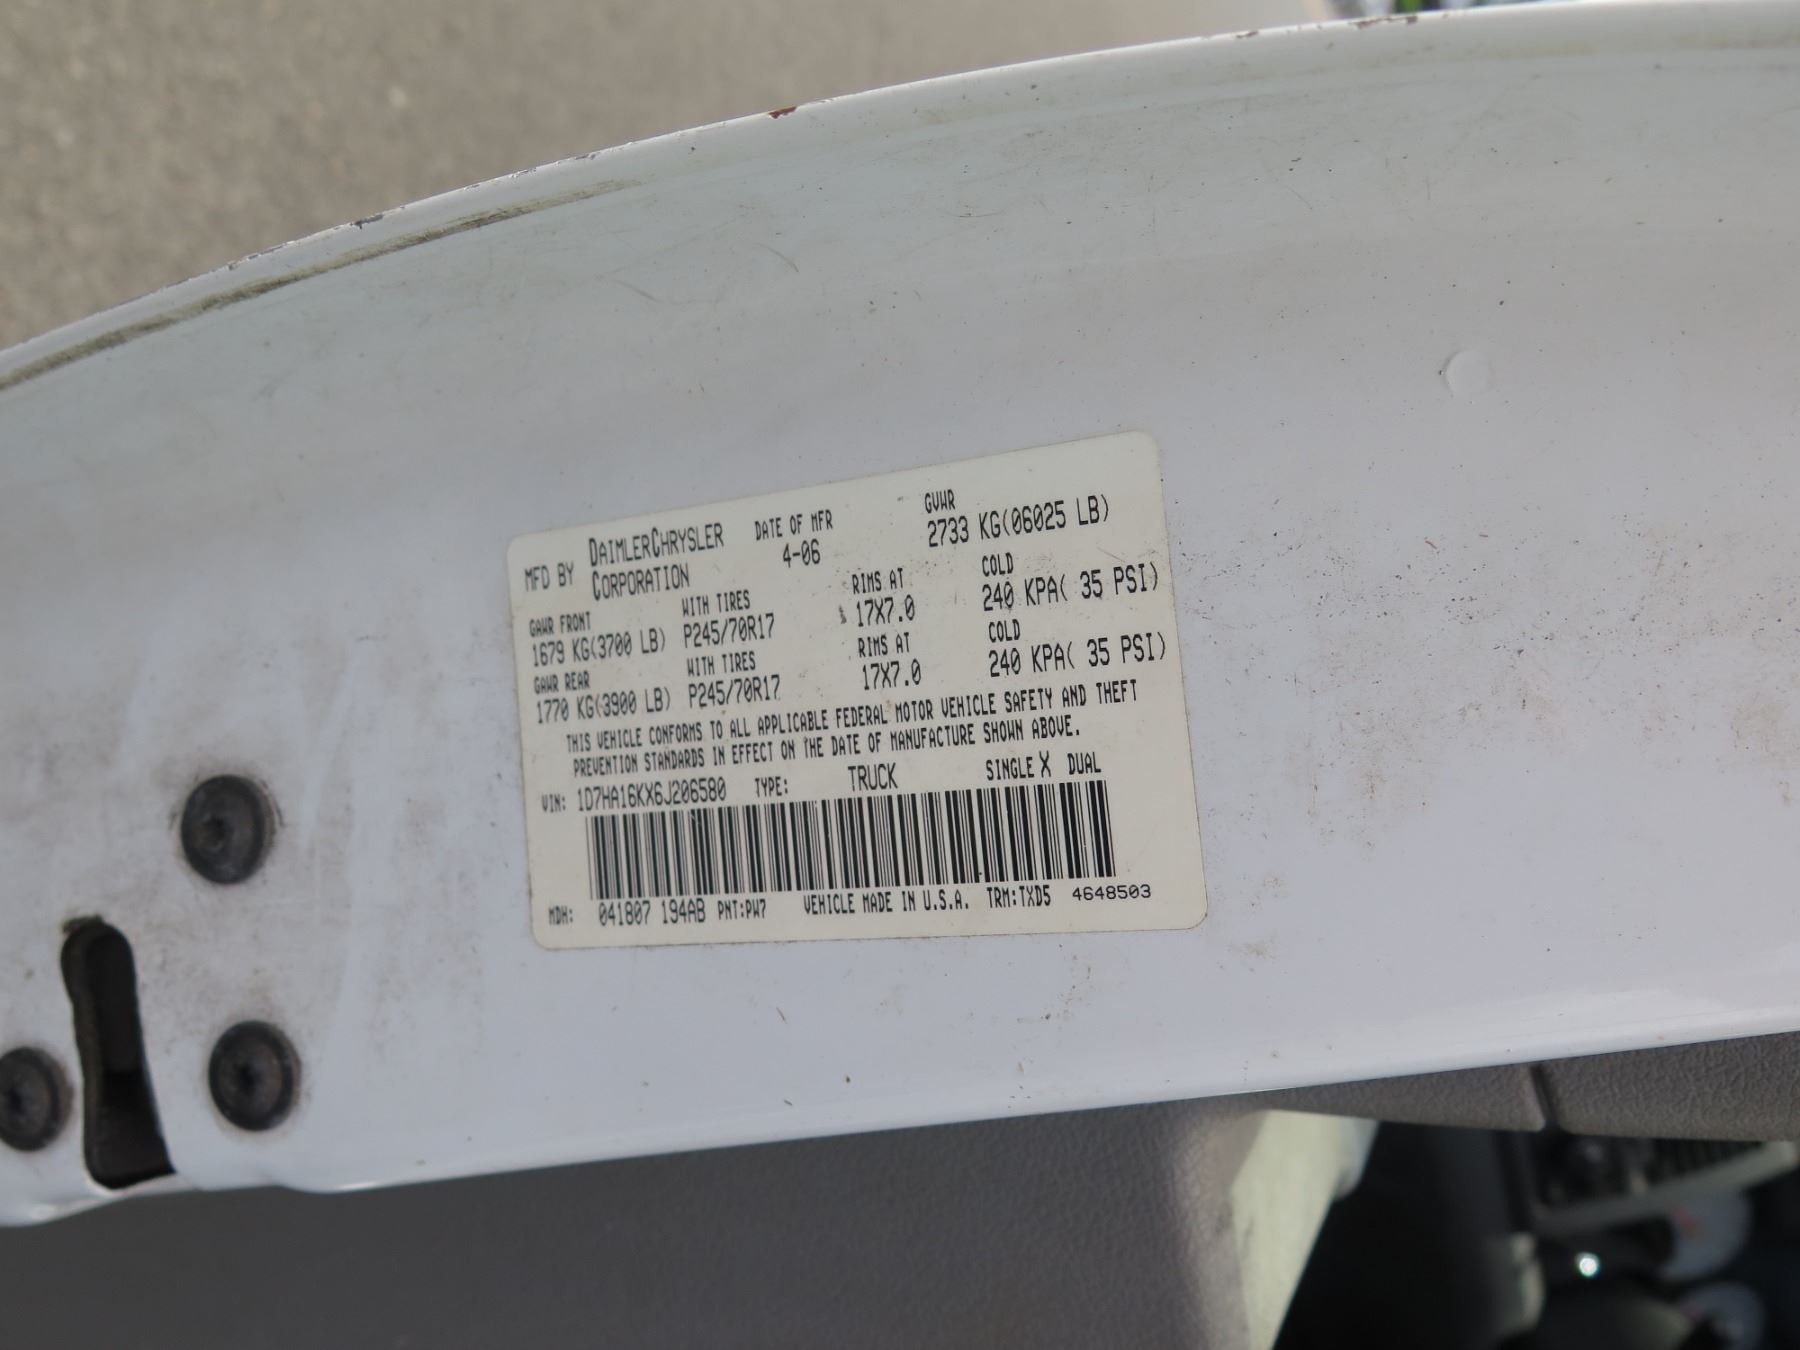 MFD BY DAIMLERCHRYSLER CORPORATION DATE OF MFR 4-06 GVWR 2733 KG(06025 LB)
GAWR FRONT WITH TIRES RIMS AT COLD
1679 KG(3700 LB) P245/70R17 17X7.0 240 KPA( 35 PSI)
GAWR REAR WITH TIRES RIMS AT COLD
1770 KG(3900 LB) P245/70R17 17X7.0 240 KPA( 35 PSI)
THIS VEHICLE CONFORMS TO ALL APPLICABLE FEDERAL MOTOR VEHICLE SAFETY AND THEFT
PREVENTION STANDARDS IN EFFECT ON THE DATE OF MANUFACTURE SHOWN ABOVE.
VIN: 1D7HA16KX6J206580 TYPE: TRUCK SINGLE X DUAL
MDH: 041807 194AB PNT:PW7 VEHICLE MADE IN U.S.A. TRM:TXD5 4648503